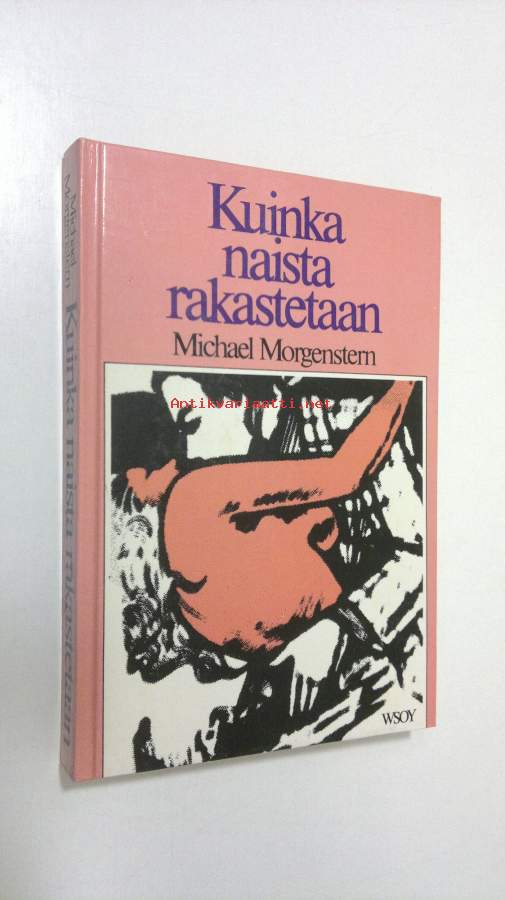 Kuinka
naista
rakastetaan
Michael Morgenstern
Antikvariaatti.net
WSOY
Michael
Morgenstern
Kuinka naista rakastetaan